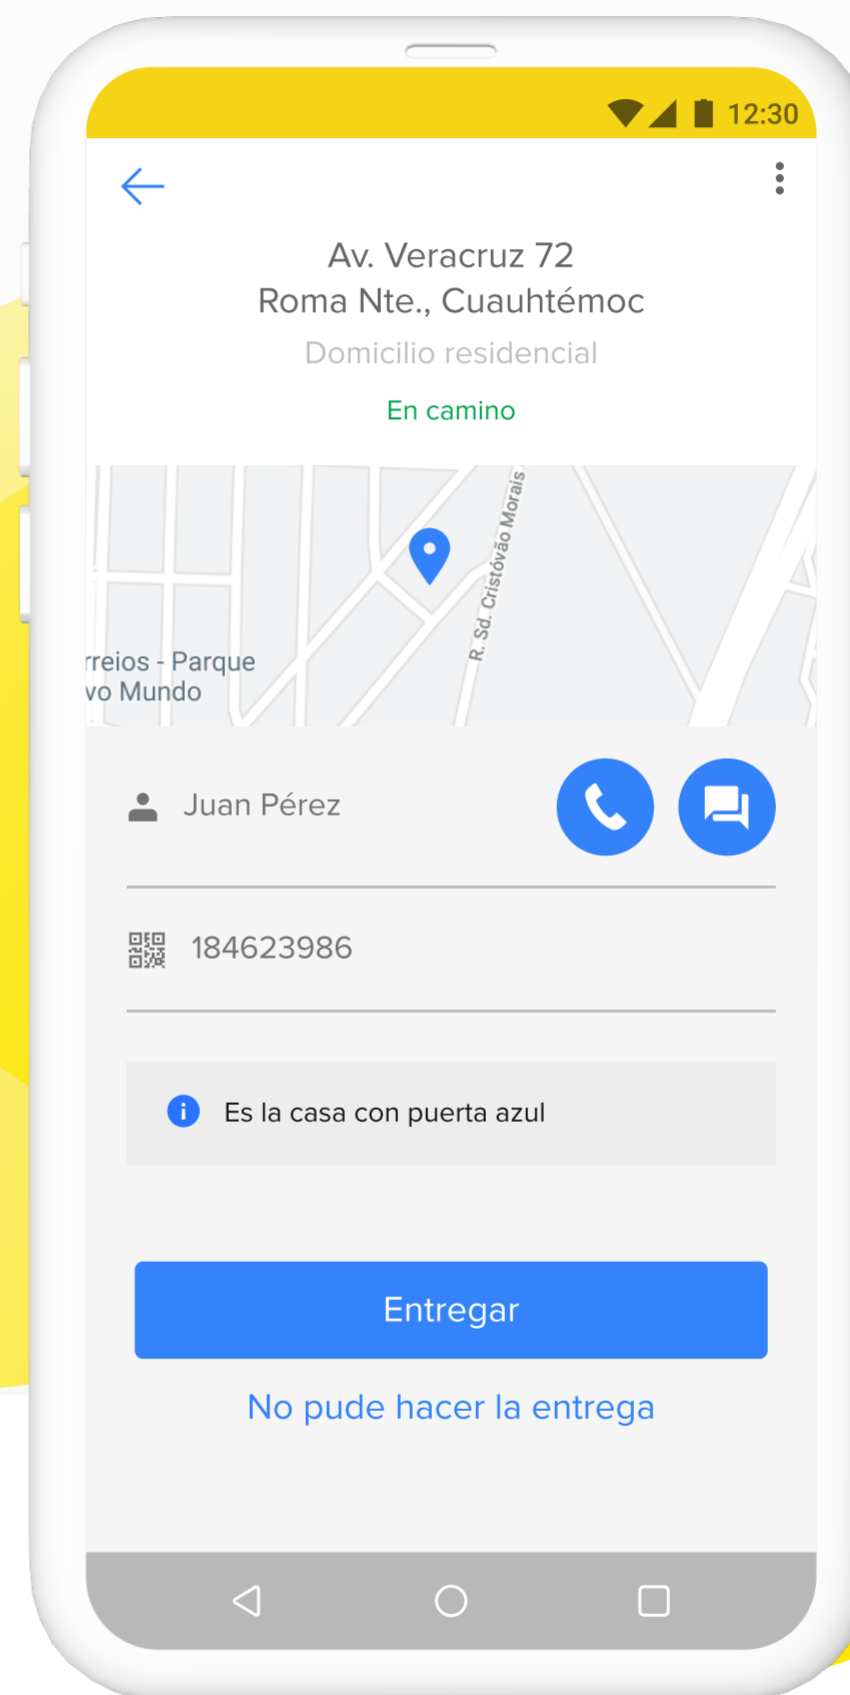 12:30
Av. Veracruz 72
Roma Nte., Cuauhtémoc
Domicilio residencial
En camino
R. Sd. Cristóvão Morais
rreios - Parque
vo Mundo
Juan Pérez
184623986
Es la casa con puerta azul
Entregar
No pude hacer la entrega